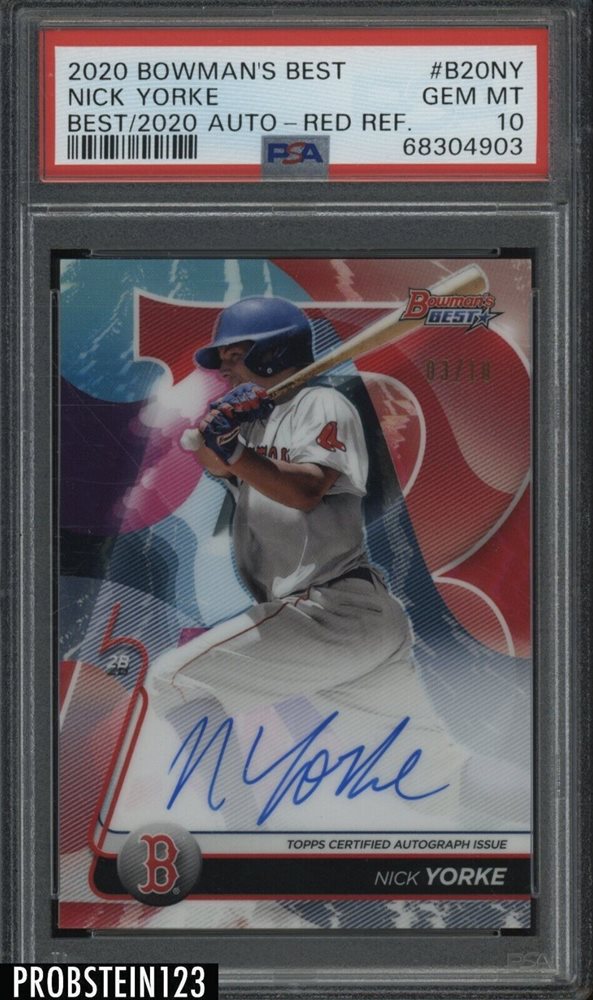 2020 BOWMAN'S BEST #B20NY
NICK YORKE GEM MT
BEST/2020 AUTO-RED REF. 10
PSA 68304903
Bowman's
BEST
2B
N Yorke
TOPPS CERTIFIED AUTOGRAPH ISSUE
B
NICK YORKE
PSA
PROBSTEIN123